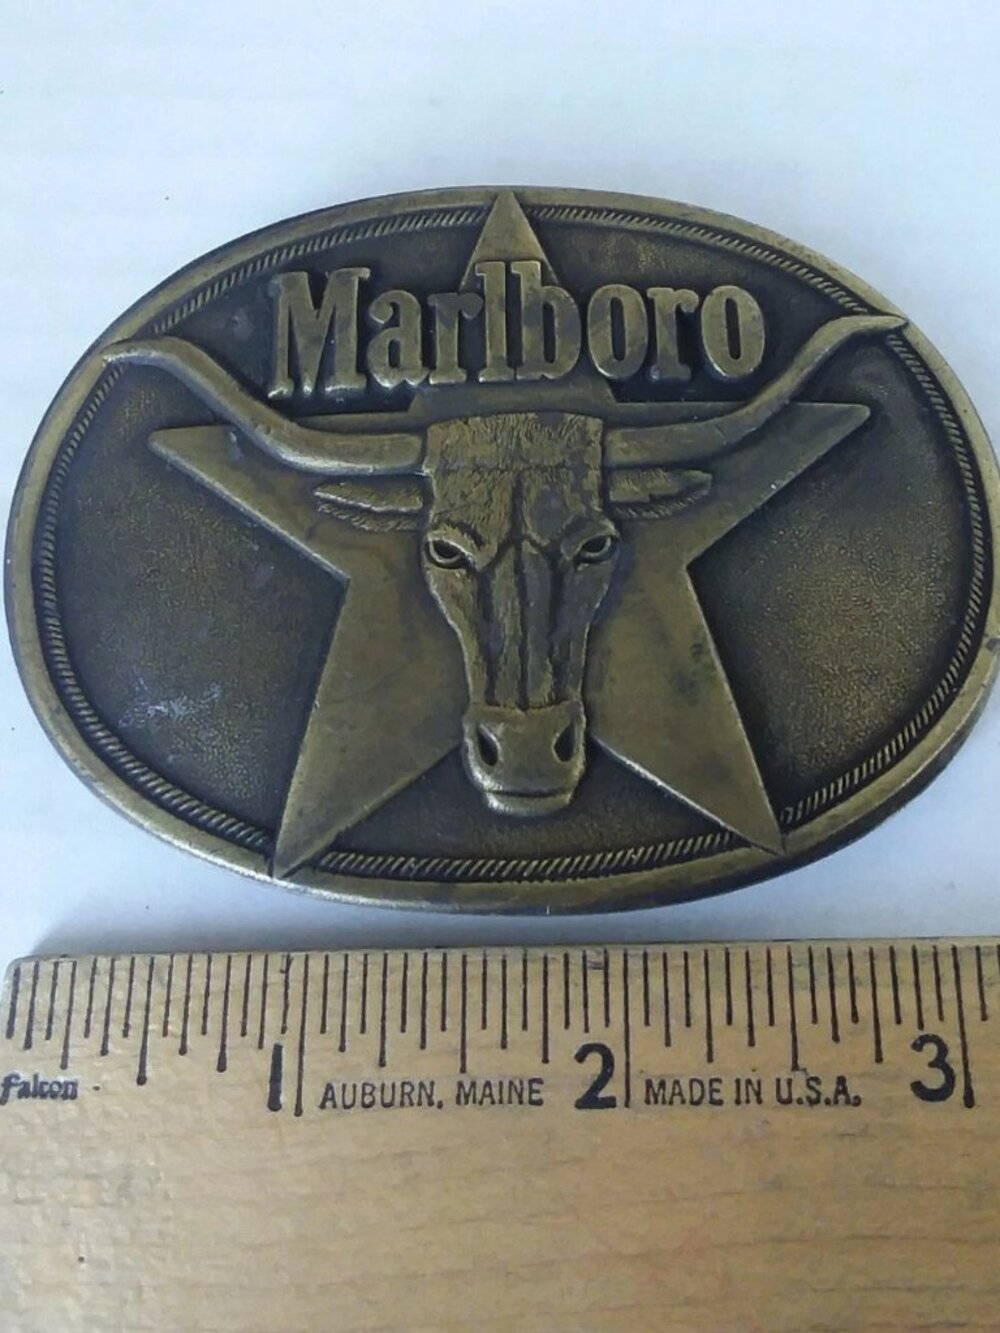 Marlboro
1 2 3
Falcon AUBURN, MAINE MADE IN U.S.A.